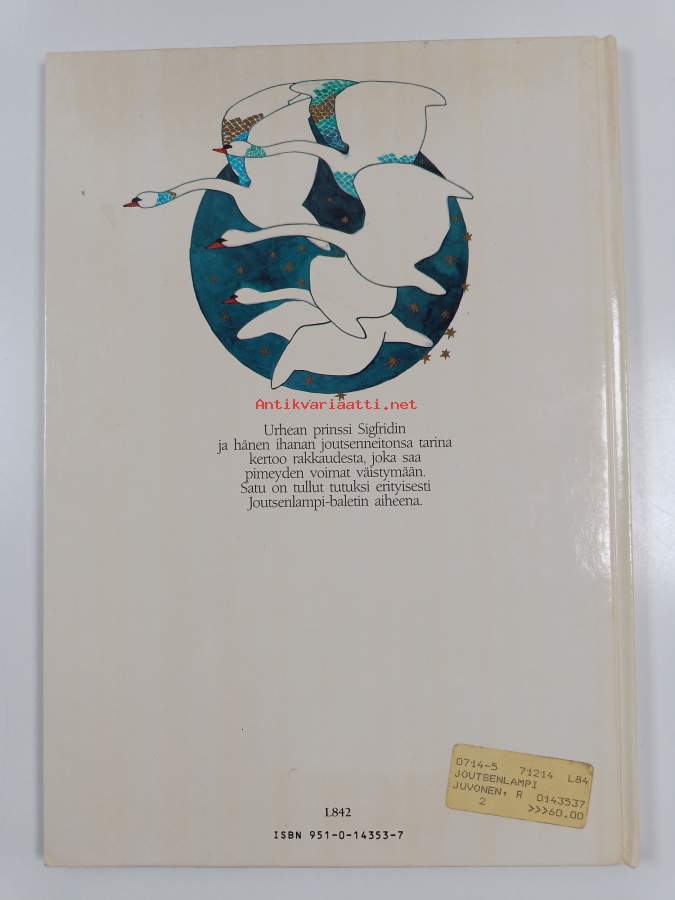 Antikvariaatti.net
Urhean prinssi Sigfridin
ja hänen ihanan joutsenneitonsa tarina
kertoo rakkaudesta, joka saa
pimeyden voimat väistymään.
Satu on tullut tutuksi erityisesti
Joutsenlampi-baletin aiheena.
0714-5 71214 L84
JOUTSENLAMPI
JUVONEN, R 0143537
2 >>>60.00
L842
ISBN 951-0-14353-7